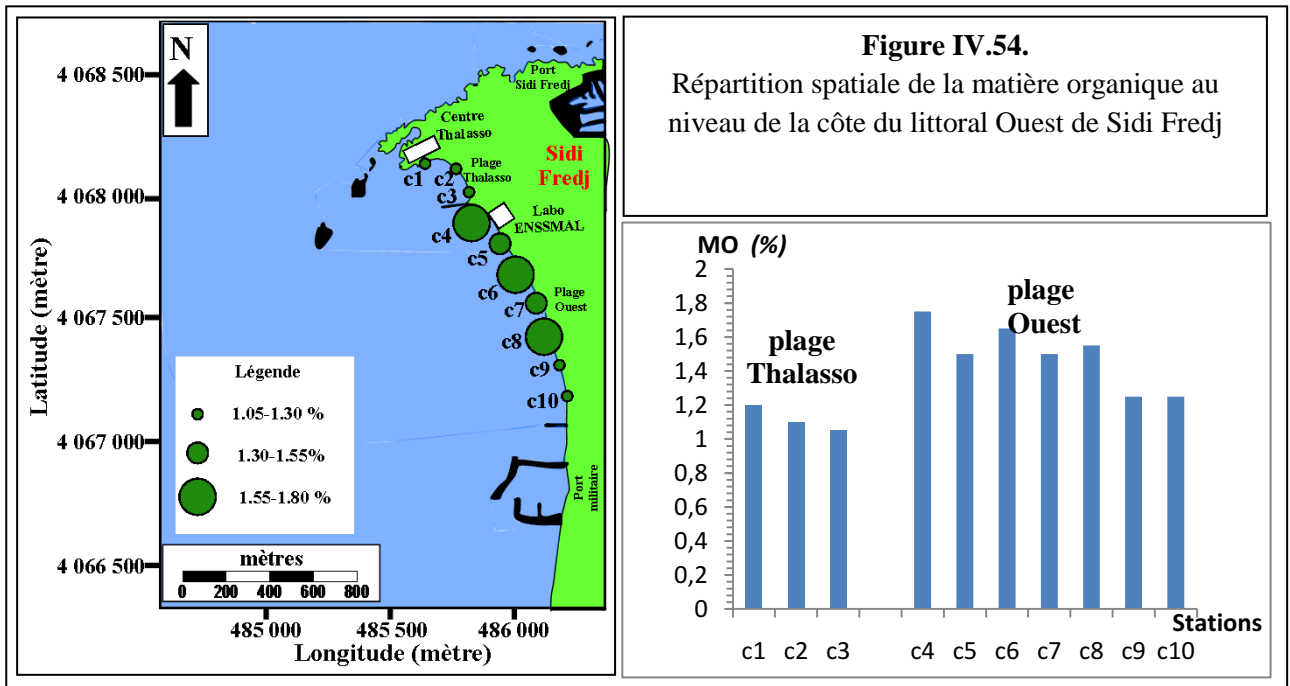 N
4 068 500
4 068 000
4 067 500
4 067 000
4 066 500
Latitude (mètre)
Port
Sidi Fredj
Centre
Thalasso
Sidi
Fredj
Plage
Thalasso
c1
c2
c3
Labo
ENSSMAL
c4
c5
c6
Plage
Ouest
c7
c8
c9
c10
Port
militaire
Légende
1.05-1.30 %
1.30-1.55%
1.55-1.80 %
mètres
0 200 400 600 800
485 000 485 500 486 000
Longitude (mètre)
Figure IV.54.
Répartition spatiale de la matière organique au
niveau de la côte du littoral Ouest de Sidi Fredj
MO (%)
2
1,8
1,6
1,4
1,2
1
0,8
0,6
0,4
0,2
0
plage
Thalasso
plage
Ouest
Stations
c1 c2 c3 c4 c5 c6 c7 c8 c9 c10